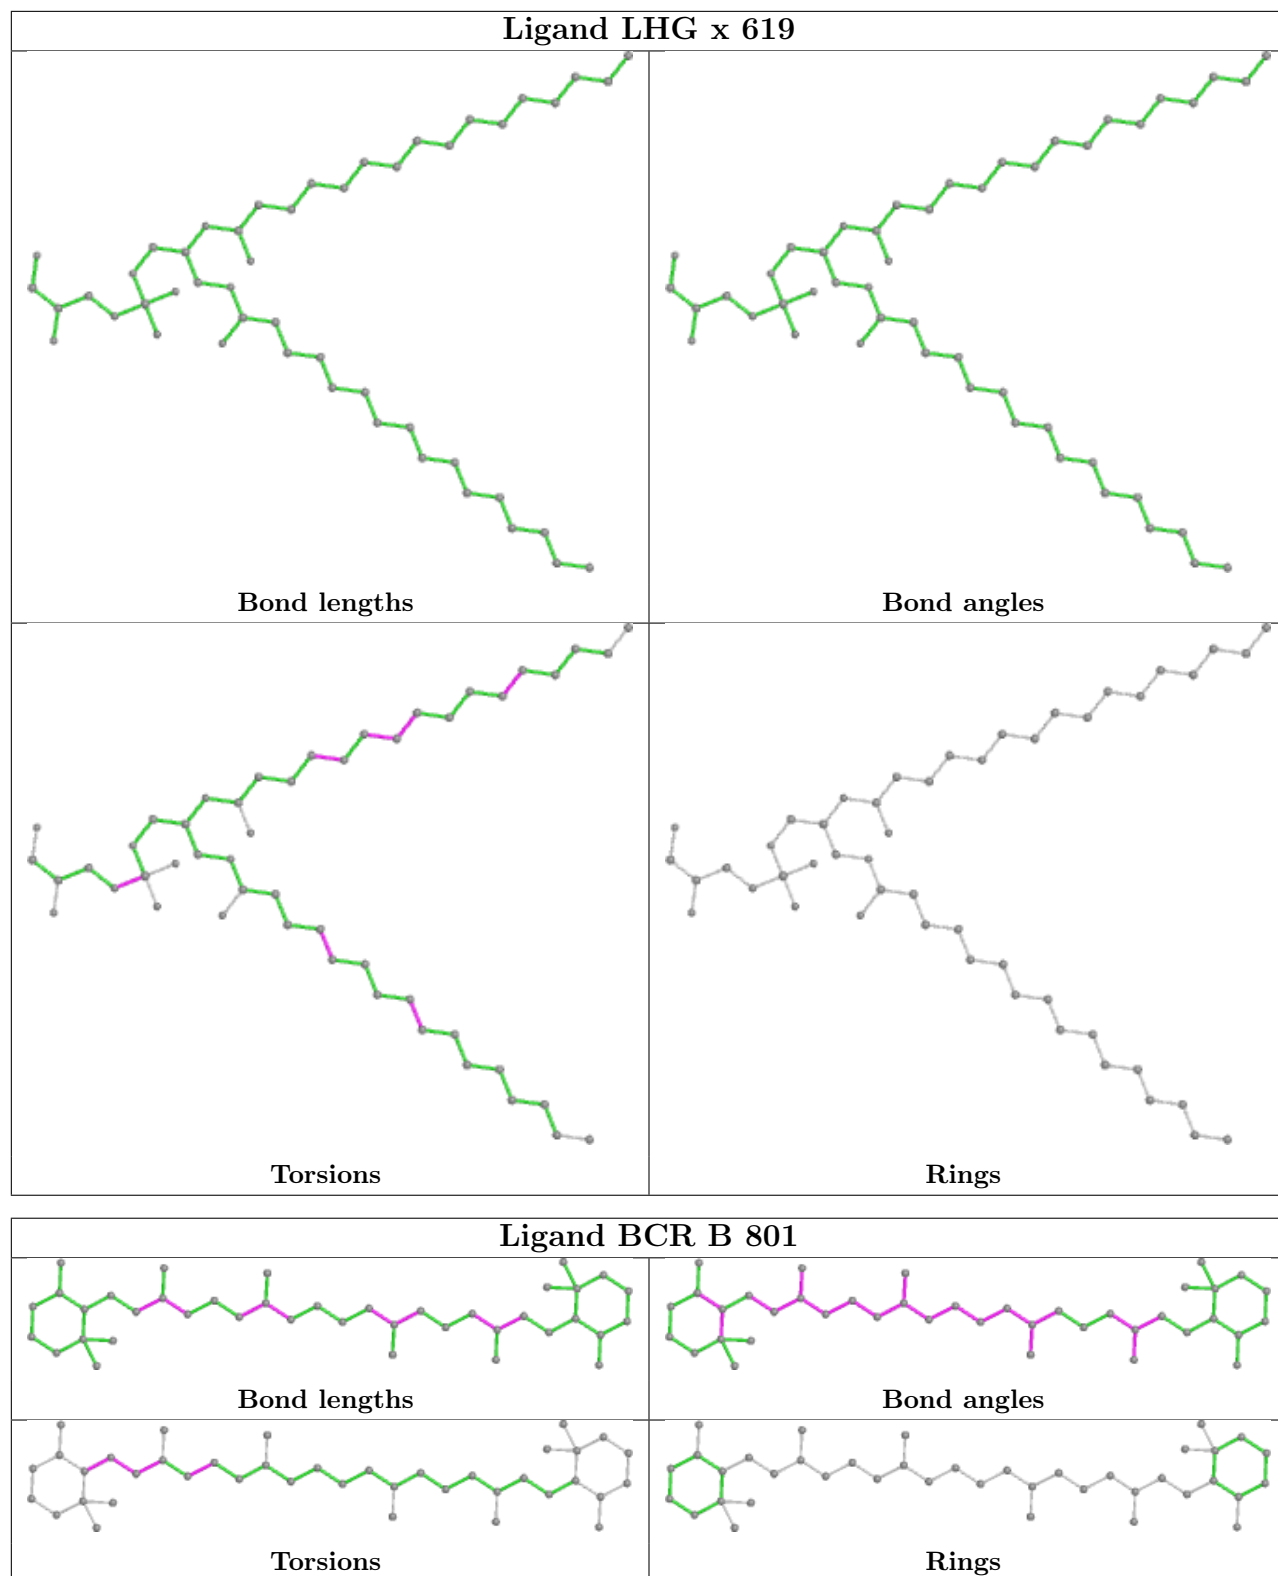 Ligand LHG x 619
Bond lengths
Bond angles
Torsions
Rings
Ligand BCR B 801
Bond lengths
Bond angles
Torsions
Rings